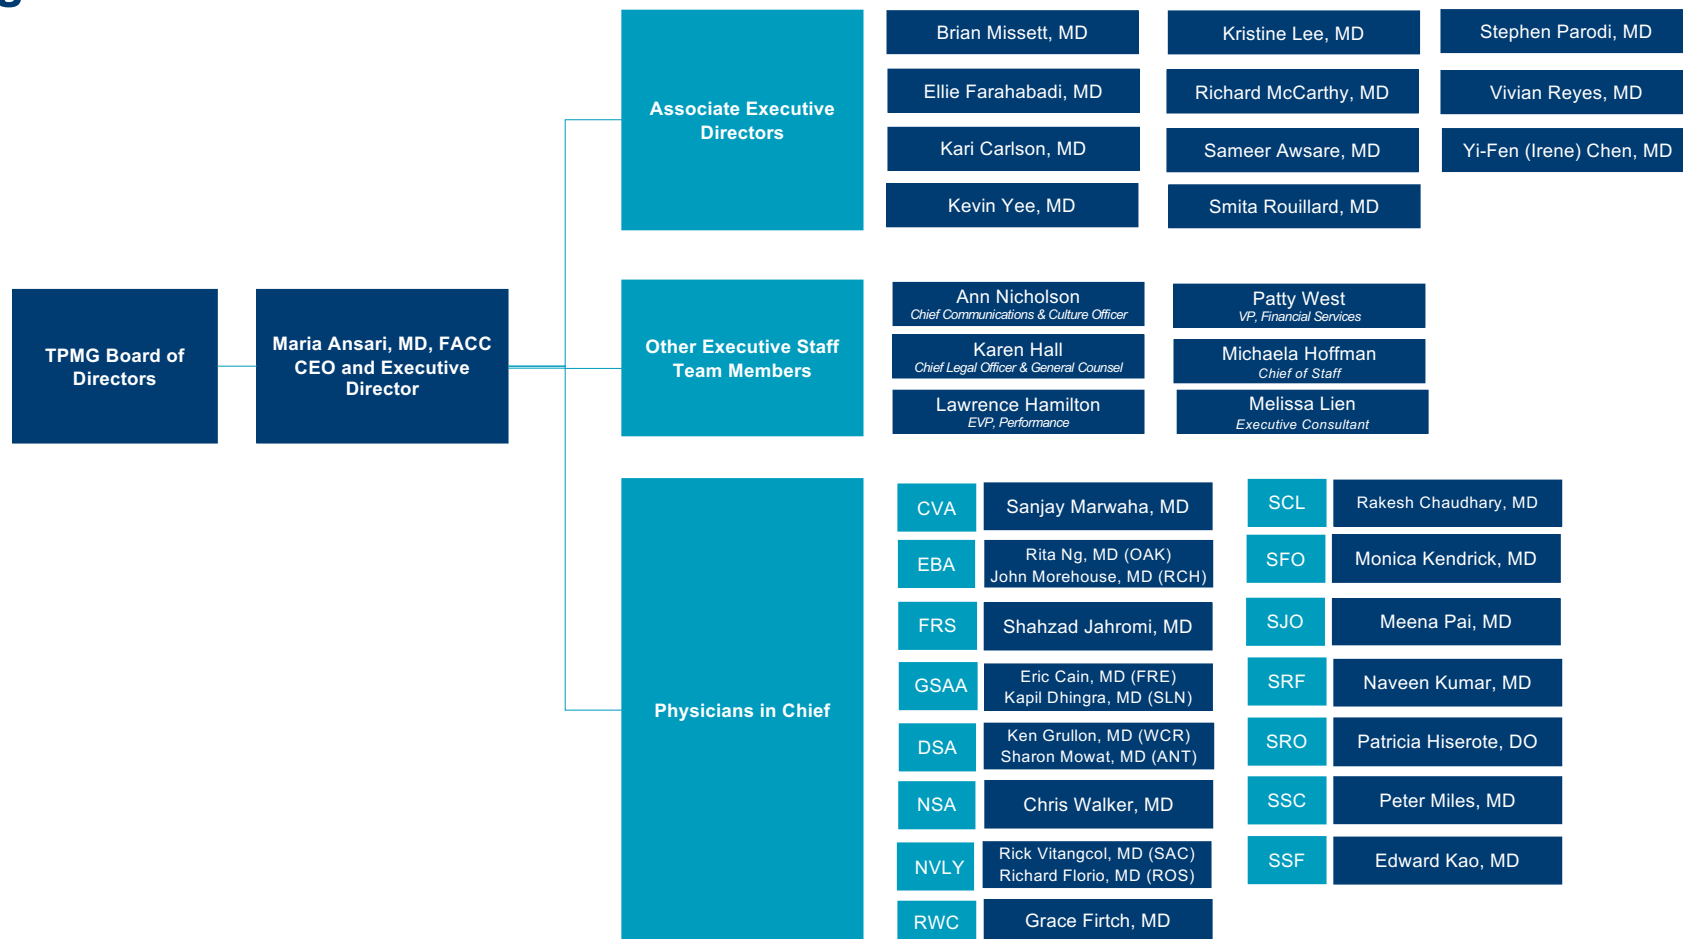 Associate Executive
Directors
Brian Missett, MD
Kristine Lee, MD
Stephen Parodi, MD
Ellie Farahabadi, MD
Richard McCarthy, MD
Vivian Reyes, MD
Kari Carlson, MD
Sameer Awsare, MD
Yi-Fen (Irene) Chen, MD
Kevin Yee, MD
Smita Rouillard, MD
TPMG Board of
Directors
Maria Ansari, MD, FACC
CEO and Executive
Director
Other Executive Staff
Team Members
Ann Nicholson
Chief Communications & Culture Officer
Patty West
VP, Financial Services
Karen Hall
Chief Legal Officer & General Counsel
Michaela Hoffman
Chief of Staff
Lawrence Hamilton
EVP, Performance
Melissa Lien
Executive Consultant
Physicians in Chief
CVA
Sanjay Marwaha, MD
EBA
Rita Ng, MD (OAK)
John Morehouse, MD (RCH)
FRS
Shahzad Jahromi, MD
GSAA
Eric Cain, MD (FRE)
Kapil Dhingra, MD (SLN)
DSA
Ken Grullon, MD (WCR)
Sharon Mowat, MD (ANT)
NSA
Chris Walker, MD
NVLY
Rick Vitangcol, MD (SAC)
Richard Florio, MD (ROS)
RWC
Grace Firtch, MD
SCL
Rakesh Chaudhary, MD
SFO
Monica Kendrick, MD
SJO
Meena Pai, MD
SRF
Naveen Kumar, MD
SRO
Patricia Hiserote, DO
SSC
Peter Miles, MD
SSF
Edward Kao, MD